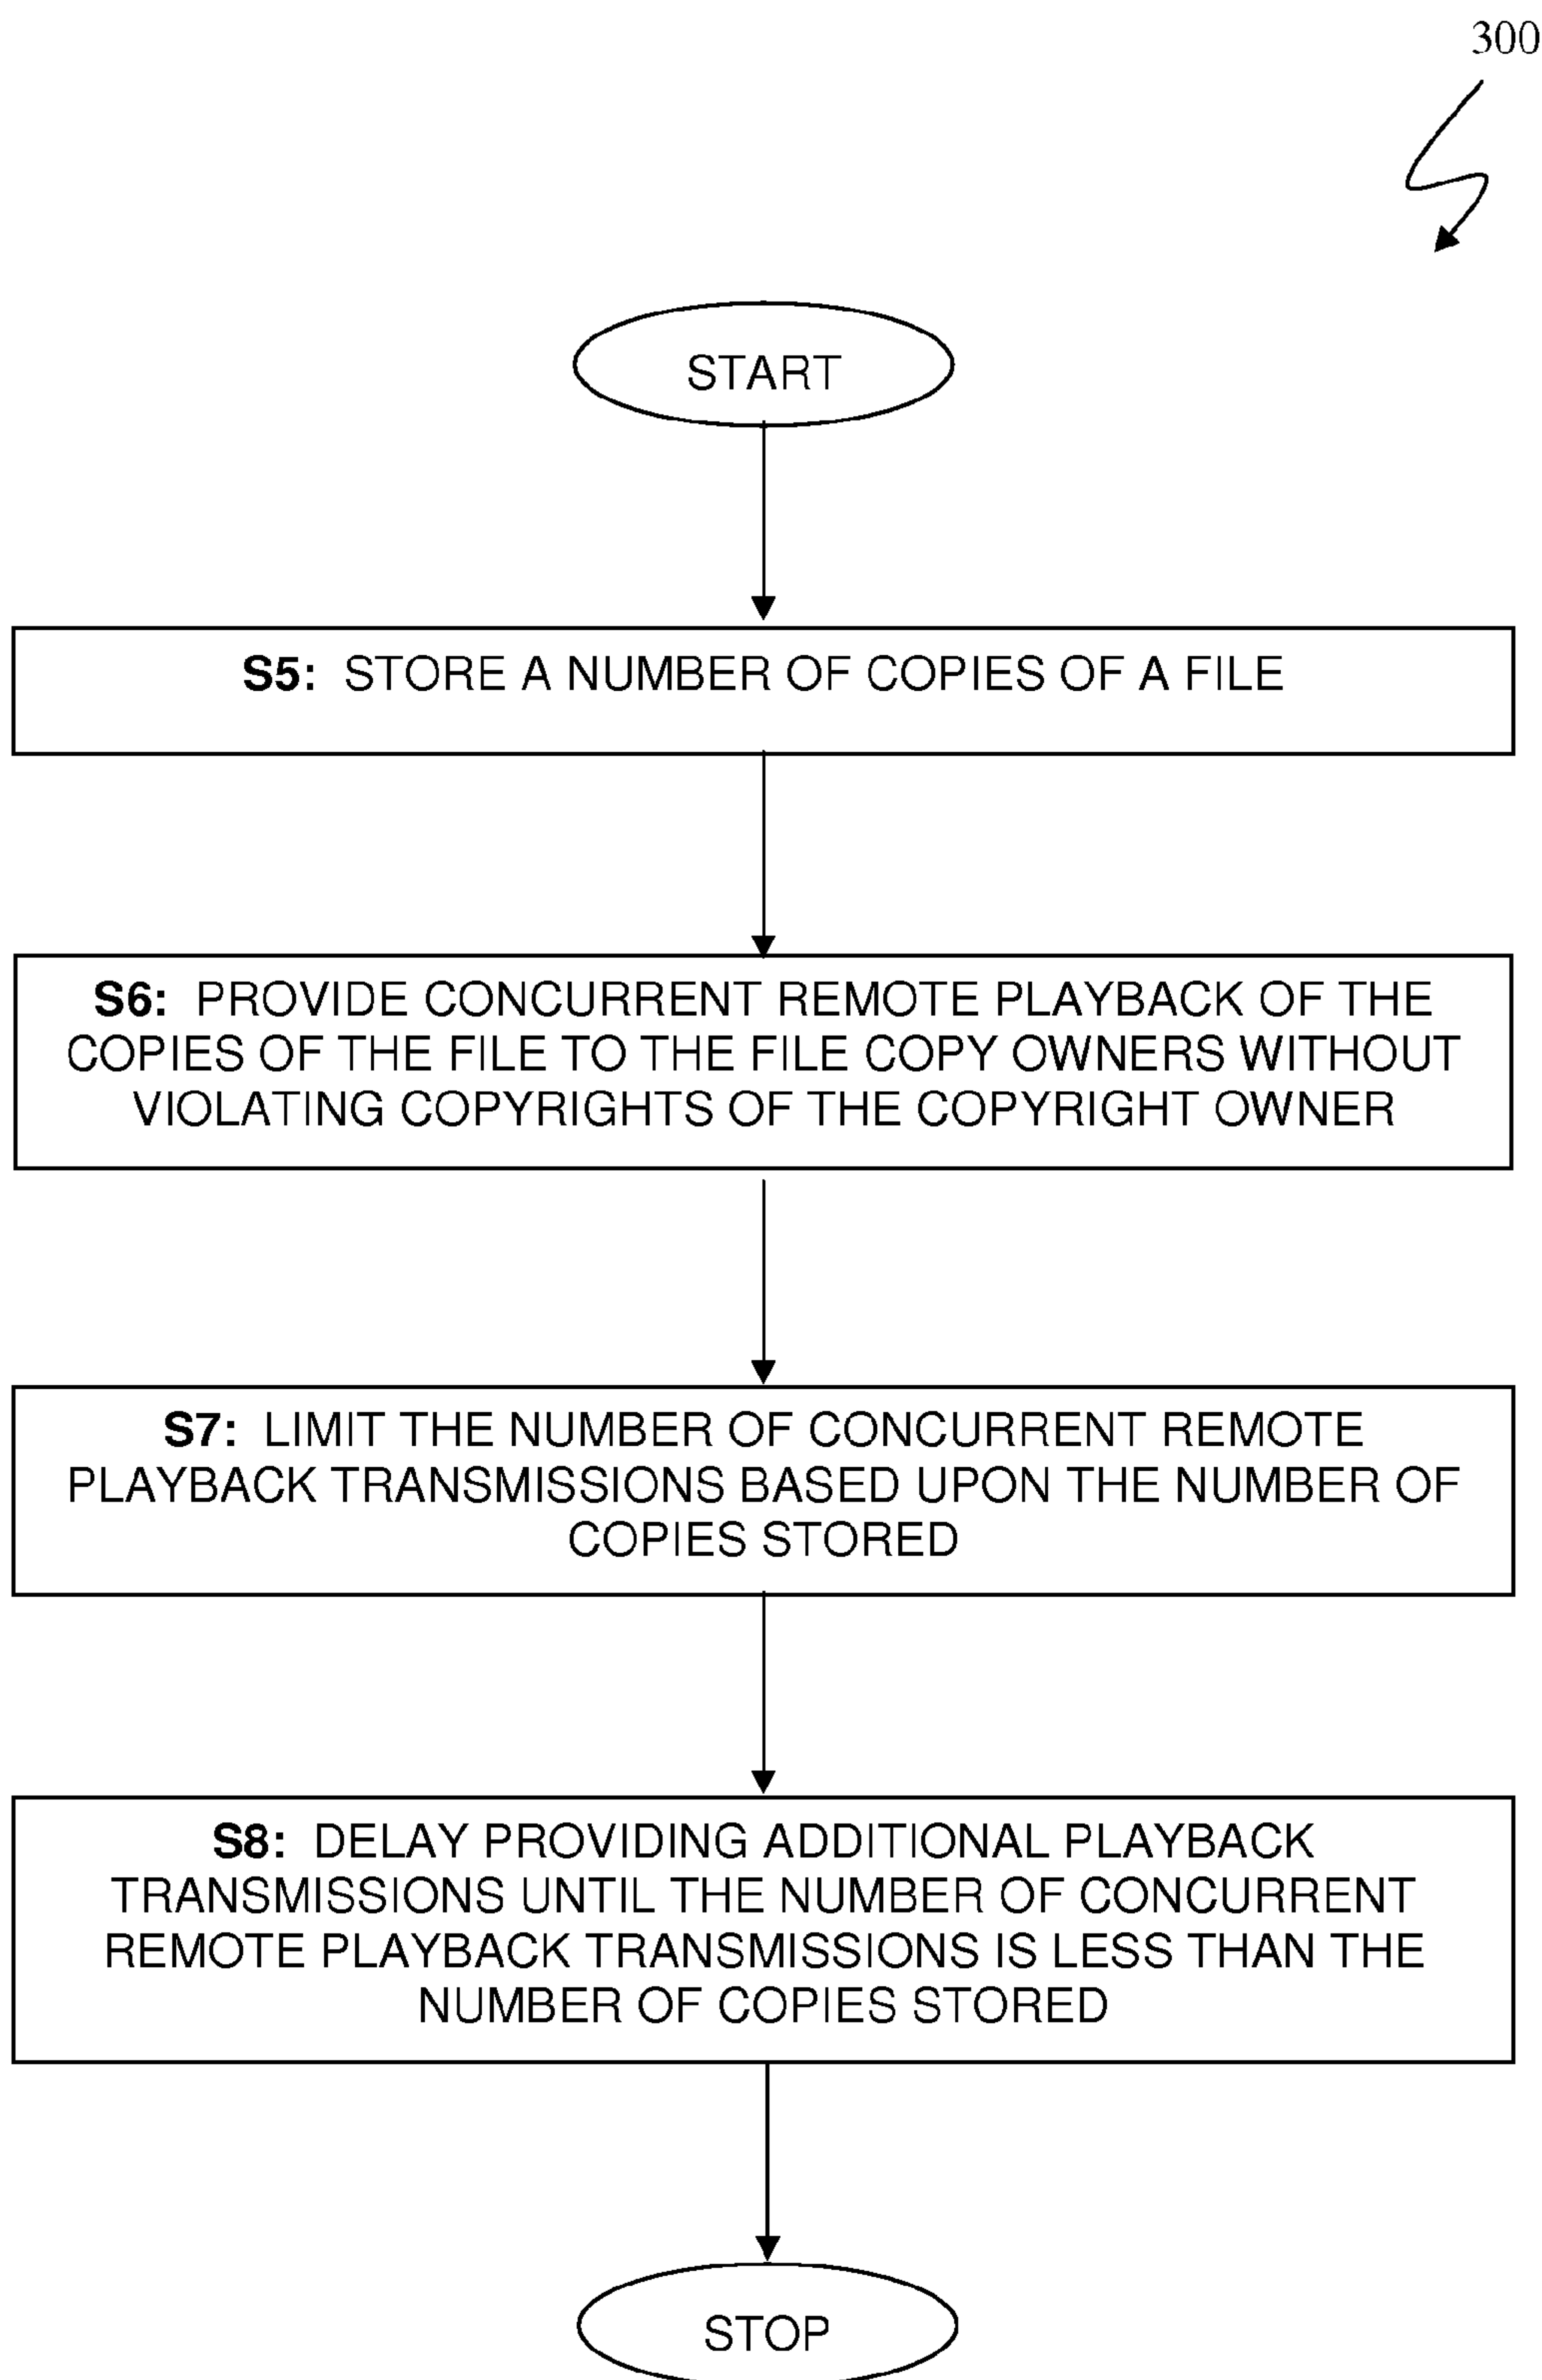 300
START
S5: STORE A NUMBER OF COPIES OF A FILE
S6: PROVIDE CONCURRENT REMOTE PLAYBACK OF THE
COPIES OF THE FILE TO THE FILE COPY OWNERS WITHOUT
VIOLATING COPYRIGHTS OF THE COPYRIGHT OWNER
S7: LIMIT THE NUMBER OF CONCURRENT REMOTE
PLAYBACK TRANSMISSIONS BASED UPON THE NUMBER OF
COPIES STORED
S8: DELAY PROVIDING ADDITIONAL PLAYBACK
TRANSMISSIONS UNTIL THE NUMBER OF CONCURRENT
REMOTE PLAYBACK TRANSMISSIONS IS LESS THAN THE
NUMBER OF COPIES STORED
STOP